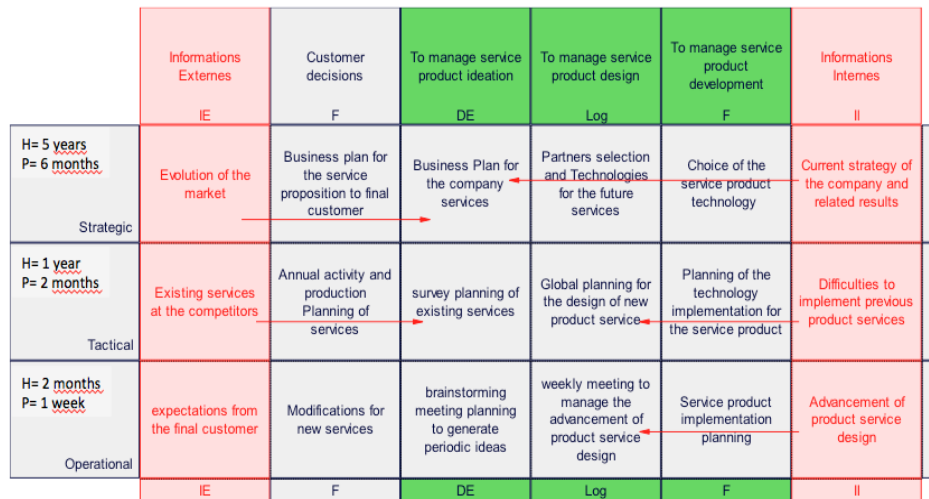 Informations
Externes
IE
Customer
decisions
F
To manage service
product ideation
DE
To manage service
product design
Log
To manage service
product
development
F
Informations
Internes
II
H= 5 years
P= 6 months
Strategic
Evolution of the
market
Business plan for
the service
proposition to final
customer
Business Plan for
the company
services
Partners selection
and Technologies
for the future
services
Choice of the
service product
technology
Current strategy of
the company and
related results
H= 1 year
P= 2 months
Tactical
Existing services
at the competitors
Annual activity and
production
Planning of
services
survey planning of
existing services
Global planning for
the design of new
product service
Planning of the
technology
implementation for
the service product
Difficulties to
implement previous
product services
H= 2 months
P= 1 week
Operational
expectations from
the final customer
Modifications for
new services
brainstorming
meeting planning
to generate
periodic ideas
weekly meeting to
manage the
advancement of
product service
design
Service product
implementation
planning
Advancement of
product service
design
IE
F
DE
Log
F
II